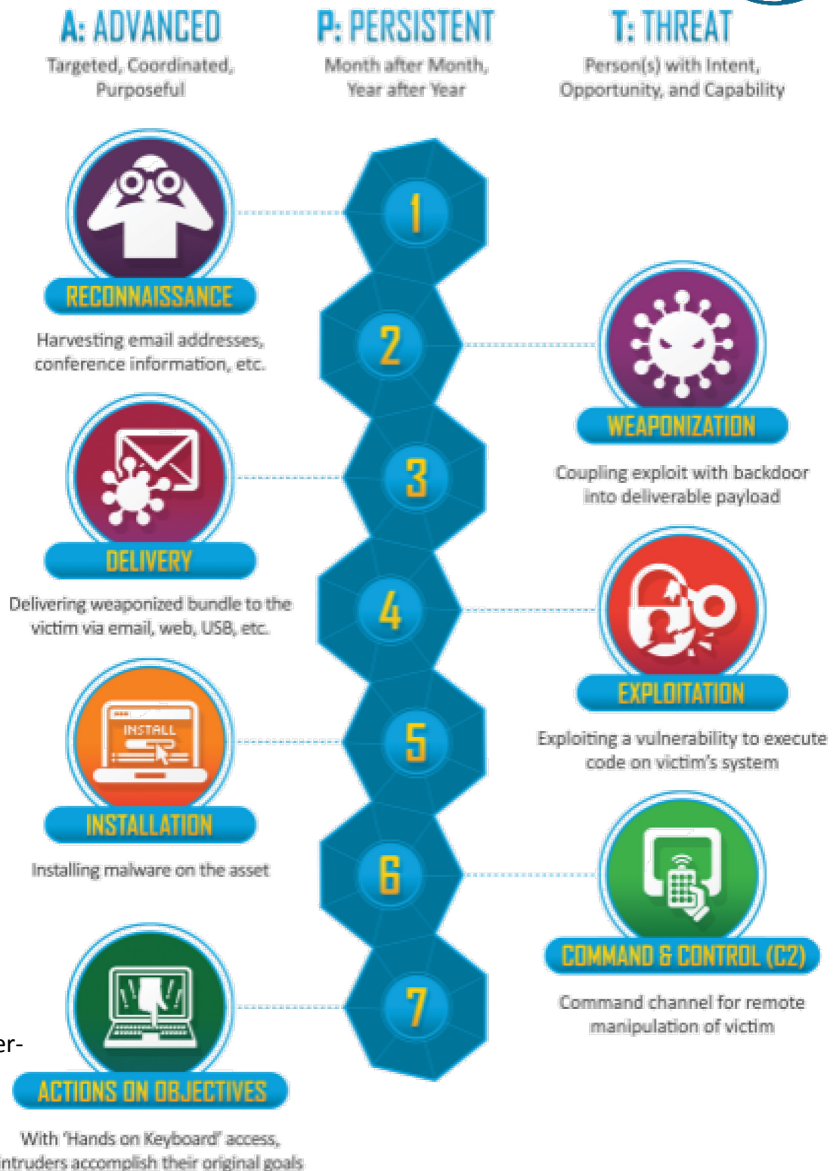 A: ADVANCED
Targeted, Coordinated,
Purposeful
P: PERSISTENT
Month after Month,
Year after Year
T: THREAT
Person(s) with Intent,
Opportunity, and Capability
1
RECONNAISSANCE
Harvesting email addresses,
conference information, etc.
2
WEAPONIZATION
Coupling exploit with backdoor
into deliverable payload
3
DELIVERY
Delivering weaponized bundle to the
victim via email, web, USB, etc.
4
EXPLOITATION
Exploiting a vulnerability to execute
code on victim's system
5
INSTALL
INSTALLATION
Installing malware on the asset
6
COMMAND & CONTROL (C2)
Command channel for remote
manipulation of victim
7
er-
ACTIONS ON OBJECTIVES
With 'Hands on Keyboard' access,
intruders accomplish their original goals